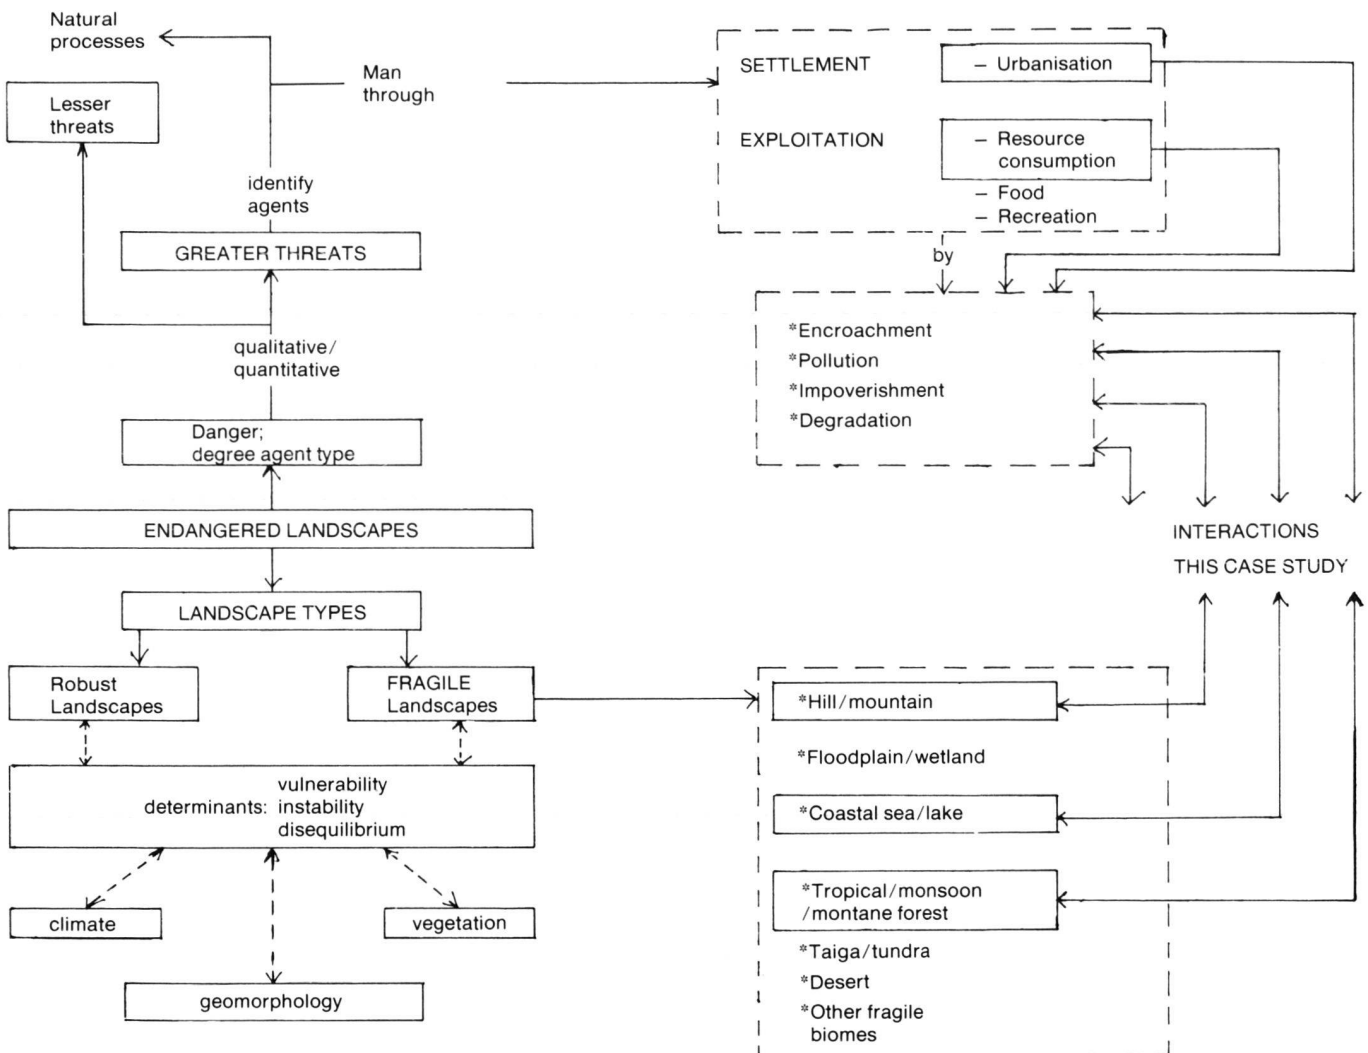 Natural
processes
Lesser
threats
Man
through
identify
agents
GREATER THREATS
qualitative/
quantitative
Danger;
degree agent type
ENDANGERED LANDSCAPES
LANDSCAPE TYPES
Robust
Landscapes
FRAGILE
Landscapes
vulnerability
determinants: instability
disequilibrium
climate
vegetation
geomorphology
SETTLEMENT
– Urbanisation
EXPLOITATION
– Resource
consumption
– Food
– Recreation
by
*Encroachment
*Pollution
*Impoverishment
*Degradation
INTERACTIONS
THIS CASE STUDY
*Hill/mountain
*Floodplain/wetland
*Coastal sea/lake
*Tropical/monsoon
/montane forest
*Taiga/tundra
*Desert
*Other fragile
biomes